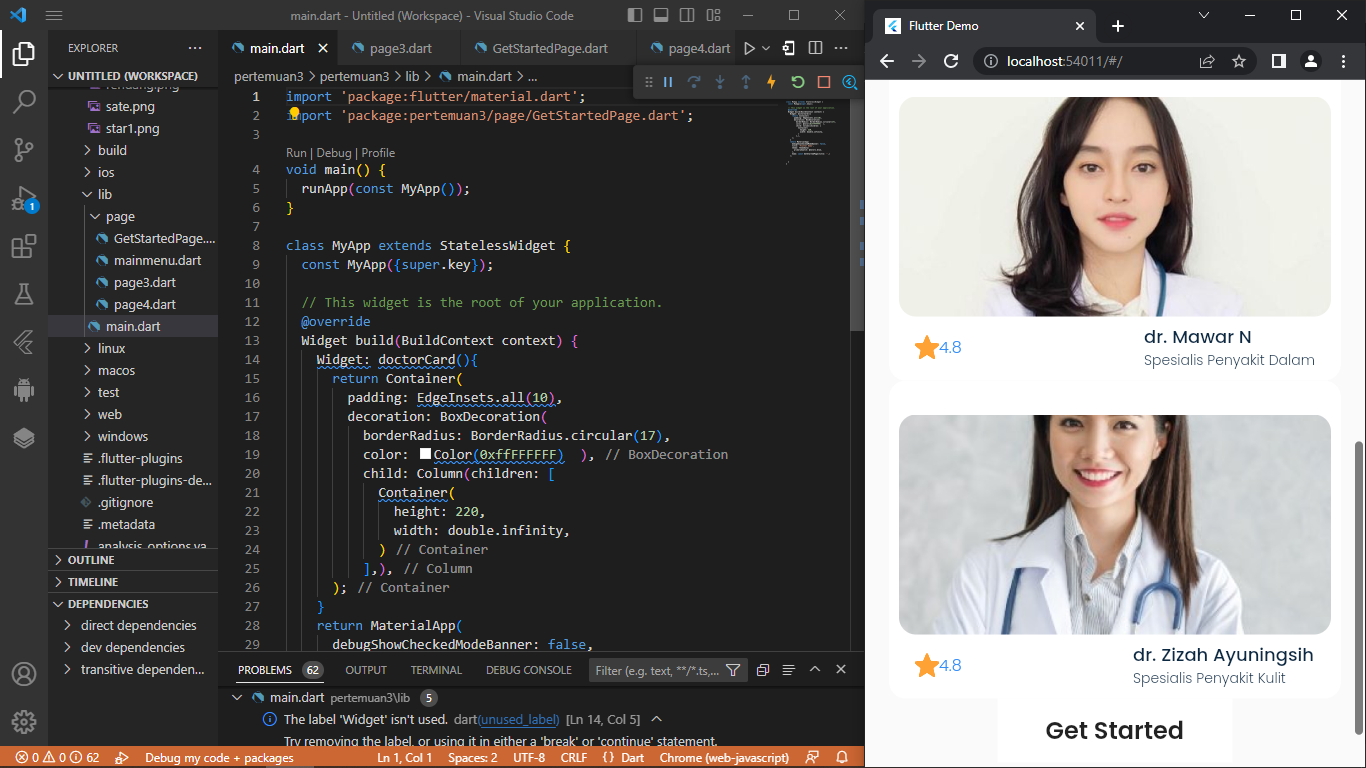 main.dart - Untitled (Workspace) - Visual Studio Code
EXPLORER
UNTITLED (WORKSPACE)
rendang.png
sate.png
star1.png
build
ios
lib
page
GetStartedPage....
mainmenu.dart
page3.dart
page4.dart
main.dart
linux
macos
test
web
windows
.flutter-plugins
.flutter-plugins-de...
.gitignore
.metadata
analysis_options.ya
OUTLINE
TIMELINE
DEPENDENCIES
direct dependencies
dev dependencies
transitive dependen...
1
main.dart
page3.dart
GetStartedPage.dart
page4.dart
pertemuan3 > pertemuan3 > lib > main.dart > ...
1 import 'package:flutter/material.dart';
2 import 'package:pertemuan3/page/GetStartedPage.dart';
3
Run | Debug | Profile
4 void main() {
5 runApp(const MyApp());
6 }
7
8 class MyApp extends StatelessWidget {
9 const MyApp({super.key});
10
11 // This widget is the root of your application.
12 @override
13 Widget build(BuildContext context) {
14 Widget: doctorCard(){
15 return Container(
16 padding: EdgeInsets.all(10),
17 decoration: BoxDecoration(
18 borderRadius: BorderRadius.circular(17),
19 color: Color(0xffFFFFFF) ), // BoxDecoration
20 child: Column(children: [
21 Container(
22 height: 220,
23 width: double.infinity,
24 ) // Container
25 ],), // Column
26 ); // Container
27 }
28 return MaterialApp(
29 debugShowCheckedModeBanner: false,
PROBLEMS 62 OUTPUT TERMINAL DEBUG CONSOLE
Filter (e.g. text, **/*.ts,...
main.dart pertemuan3\lib 5
The label 'Widget' isn't used. dart(unused_label) [Ln 14, Col 5]
Try removing the label, or using it in either a 'break' or 'continue' statement.
0 0 62 Debug my code + packages Ln 1, Col 1 Spaces: 2 UTF-8 CRLF {} Dart Chrome (web-javascript)
Flutter Demo
localhost:54011/#/
4.8
dr. Mawar N
Spesialis Penyakit Dalam
4.8
dr. Zizah Ayuningsih
Spesialis Penyakit Kulit
Get Started